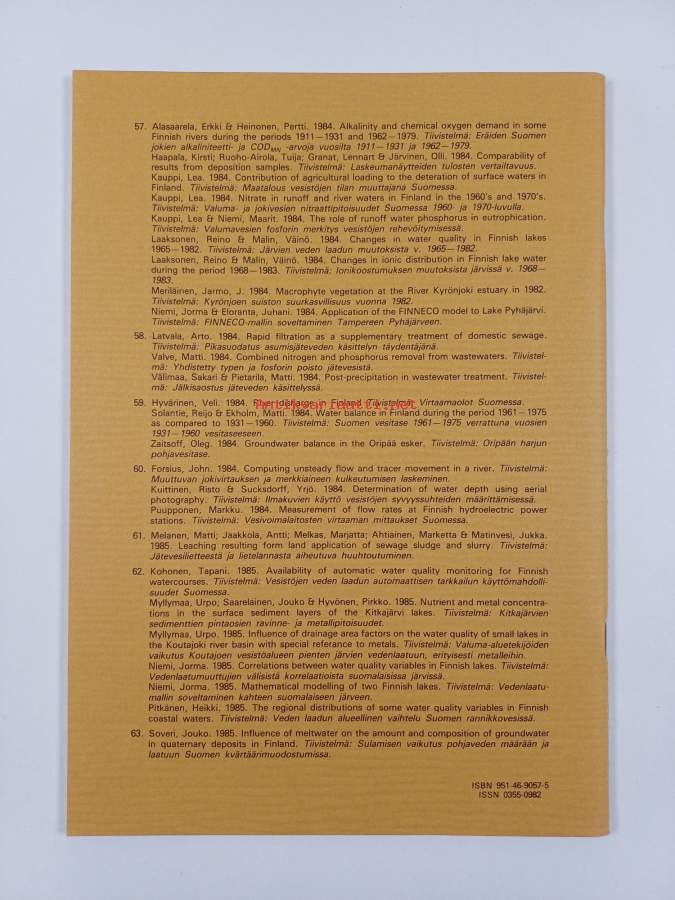 57. Alasaarela, Erkki & Heinonen, Pertti. 1984. Alkalinity and chemical oxygen demand in some
Finnish rivers during the periods 1911—1931 and 1962—1979. Tiivistelmä: Eräiden Suomen
jokien alkaliniteetti- ja CODMN -arvoja vuosilta 1911—1931 ja 1962—1979.
Haapala, Kirsti; Ruoho-Airola, Tuija; Granat, Lennart & Järvinen, Olli. 1984. Comparability of
results from deposition samples. Tiivistelmä: Laskeumanäytteiden tulosten vertailtavuus.
Kauppi, Lea. 1984. Contribution of agricultural loading to the deteration of surface waters in
Finland. Tiivistelmä: Maatalous vesistöjen tilan muuttajana Suomessa.
Kauppi, Lea. 1984. Nitrate in runoff and river waters in Finland in the 1960's and 1970's.
Tiivistelmä: Valuma- ja jokivesien nitraattipitoisuudet Suomessa 1960- ja 1970-luvulla.
Kauppi, Lea & Niemi, Maarit. 1984. The role of runoff water phosphorus in eutrophication.
Tiivistelmä: Valumavesien fosforin merkitys vesistöjen rehevöitymisessä.
Laaksonen, Reino & Malin, Väinö. 1984. Changes in water quality in Finnish lakes
1965—1982. Tiivistelmä: Järvien veden laadun muutoksista v. 1965—1982.
Laaksonen, Reino & Malin, Väinö. 1984. Changes in ionic distribution in Finnish lake water
during the period 1968—1983. Tiivistelmä: Ionikoostumuksen muutoksista järvissä v. 1968—
1983.
Meriläinen, Jarmo, J. 1984. Macrophyte vegetation at the River Kyrönjoki estuary in 1982.
Tiivistelmä: Kyrönjoen suiston suurkasvillisuus vuonna 1982.
Niemi, Jorma & Eloranta, Juhani. 1984. Application of the FINNECO model to Lake Pyhäjärvi.
Tiivistelmä: FINNECO-mallin soveltaminen Tampereen Pyhäjärveen.
58. Latvala, Arto. 1984. Rapid filtration as a supplementary treatment of domestic sewage.
Tiivistelmä: Pikasuodatus asumisjäteveden käsittelyn täydentäjänä.
Valve, Matti. 1984. Combined nitrogen and phosphorus removal from wastewaters. Tiivistel-
mä: Yhdistetty typen ja fosforin poisto jätevesistä.
Välimaa, Sakari & Pietarila, Matti. 1984. Post-precipitation in wastewater treatment. Tiivistel-
mä: Jälkisaostus jäteveden käsittelyssä.
59. Hyvärinen, Veli. 1984. River discharge in Finland Tiivistelmä: Virtaamaolot Suomessa.
Antikvariaatti.net
Solantie, Reijo & Ekholm, Matti. 1984. Water balance in Finland during the period 1961—1975
as compared to 1931—1960. Tiivistelmä: Suomen vesitase 1961—1975 verrattuna vuosien
1931—1960 vesitaseeseen.
Zaitsoff, Oleg. 1984. Groundwater balance in the Oripää esker. Tiivistelmä: Oripään harjun
pohjavesitase.
60. Forsius, John. 1984. Computing unsteady flow and tracer movement in a river. Tiivistelmä:
Muuttuvan jokivirtauksen ja merkkiaineen kulkeutumisen laskeminen.
Kuittinen, Risto & Sucksdorff, Yrjö. 1984. Determination of water depth using aerial
photography. Tiivistelmä: Ilmakuvien käyttö vesistöjen syvyyssuhteiden määrittämisessä.
Puupponen, Markku. 1984. Measurement of flow rates at Finnish hydroelectric power
stations. Tiivistelmä: Vesivoimalaitosten virtaaman mittaukset Suomessa.
61. Melanen, Matti; Jaakkola, Antti; Melkas, Marjatta; Ahtiainen, Marketta & Matinvesi, Jukka.
1985. Leaching resulting form land application of sewage sludge and slurry. Tiivistelmä:
Jätevesilietteestä ja lietelannasta aiheutuva huuhtoutuminen.
62. Kohonen, Tapani. 1985. Availability of automatic water quality monitoring for Finnish
watercourses. Tiivistelmä: Vesistöjen veden laadun automaattisen tarkkailun käyttömahdolli-
suudet Suomessa.
Myllymaa, Urpo; Saarelainen, Jouko & Hyvönen, Pirkko. 1985. Nutrient and metal concentra-
tions in the surface sediment layers of the Kitkajärvi lakes. Tiivistelmä: Kitkajärvien
sedimenttien pintaosien ravinne- ja metallipitoisuudet.
Myllymaa, Urpo. 1985. Influence of drainage area factors on the water quality of small lakes in
the Koutajoki river basin with special referance to metals. Tiivistelmä: Valuma-aluetekijöiden
vaikutus Koutajoen vesistöalueen pienten järvien vedenlaatuun, erityisesti metalleihin.
Niemi, Jorma. 1985. Correlations between water quality variables in Finnish lakes. Tiivistelmä:
Vedenlaatumuuttujien välisistä korrelaatioista suomalaisissa järvissä.
Niemi, Jorma. 1985. Mathematical modelling of two Finnish lakes. Tiivistelmä: Vedenlaatu-
mallin soveltaminen kahteen suomalaiseen järveen.
Pitkänen, Heikki. 1985. The regional distributions of some water quality variables in Finnish
coastal waters. Tiivistelmä: Veden laadun alueellinen vaihtelu Suomen rannikkovesissä.
63. Soveri, Jouko. 1985. Influence of meltwater on the amount and composition of groundwater
in quaternary deposits in Finland. Tiivistelmä: Sulamisen vaikutus pohjaveden määrään ja
laatuun Suomen kvärtäärimuodostumissa.
ISBN 951-46-9057-5
ISSN 0355-0982